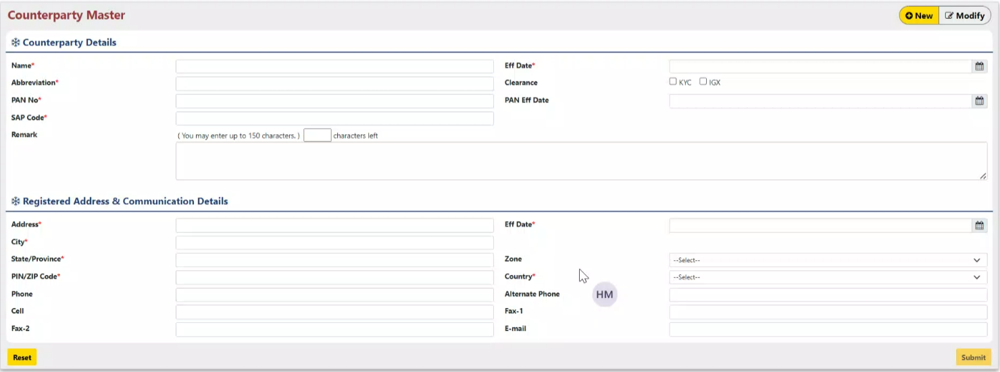 Counterparty Master
New Modify
Counterparty Details
Name* Eff Date*
Abbreviation* Clearance KYC IGX
PAN No* PAN Eff Date
SAP Code*
Remark ( You may enter up to 150 characters. ) characters left
Registered Address & Communication Details
Address* Eff Date*
City*
State/Province* Zone --Select--
PIN/ZIP Code* Country* --Select--
Phone Alternate Phone HM
Cell Fax-1
Fax-2 E-mail
Reset Submit